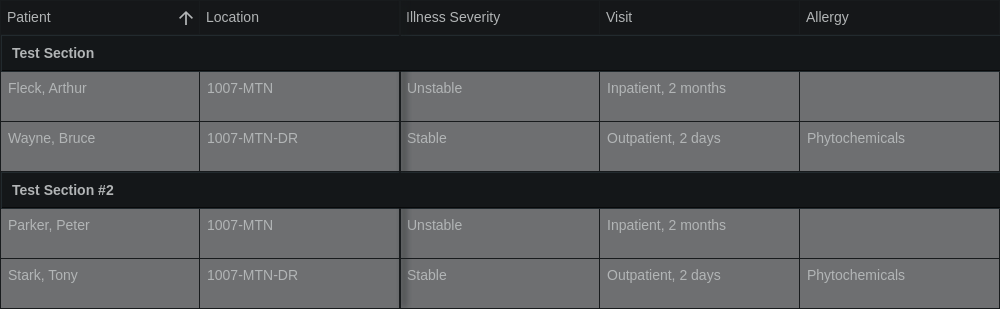 Patient Location Illness Severity Visit Allergy
Test Section
Fleck, Arthur 1007-MTN Unstable Inpatient, 2 months
Wayne, Bruce 1007-MTN-DR Stable Outpatient, 2 days Phytochemicals
Test Section #2
Parker, Peter 1007-MTN Unstable Inpatient, 2 months
Stark, Tony 1007-MTN-DR Stable Outpatient, 2 days Phytochemicals